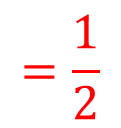 = 1/2